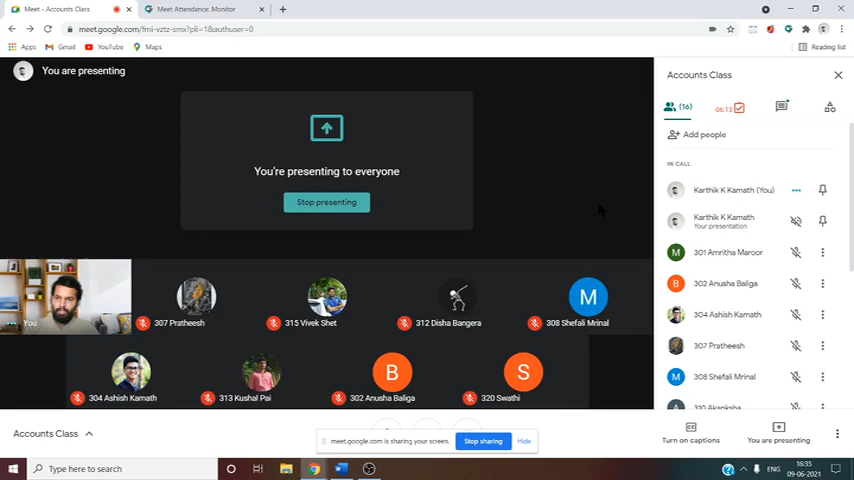 Meet - Accounts Class
Meet Attendance: Monitor
meet.google.com/fmi-vztz-smx?pli=1&authuser=0
Apps
Gmail
YouTube
Maps
Reading list
You are presenting
You're presenting to everyone
Stop presenting
You
307 Pratheesh
315 Vivek Shet
312 Disha Bangera
M
308 Shefali Mrinal
304 Ashish Kamath
313 Kushal Pai
B
302 Anusha Baliga
S
320 Swathi
Accounts Class
(16)
-06:13
Add people
IN CALL
Karthik K Kamath (You)
Karthik K Kamath
Your presentation
A
301 Amritha Maroor
B
302 Anusha Baliga
304 Ashish Kamath
307 Pratheesh
M
308 Shefali Mrinal
310 Akanksha
Accounts Class
meet.google.com is sharing your screen.
Stop sharing
Hide
Turn on captions
You are presenting
Type here to search
ENG
16:35
09-06-2021